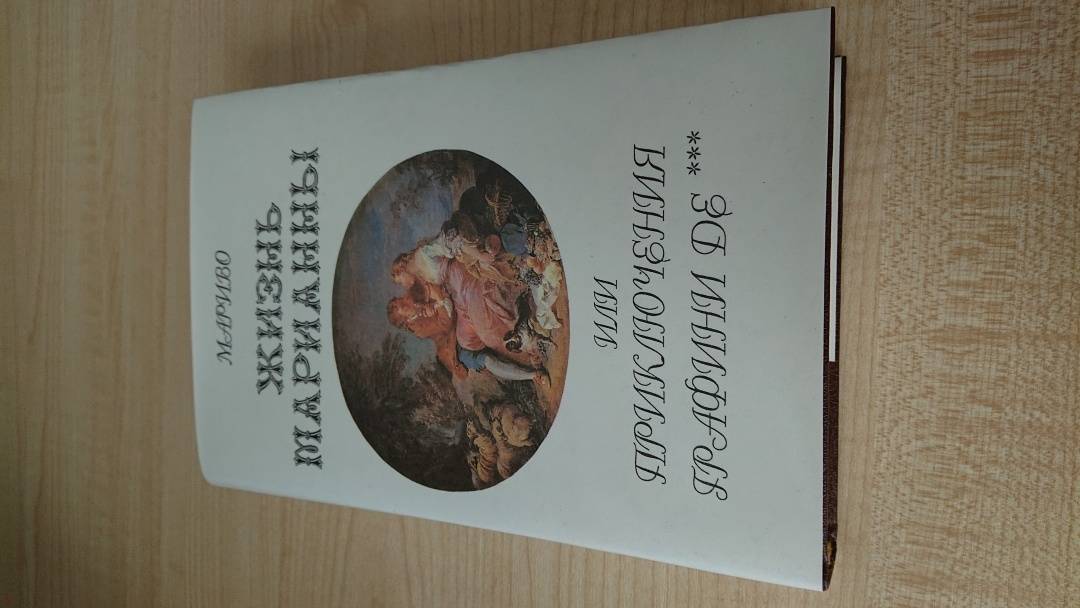 МАРИВО
ЖИЗНЬ
МАРИАННЫ
ИЛИ
ПРИКЛЮЧЕНИЯ
ГРАФИНИ ДЕ ***